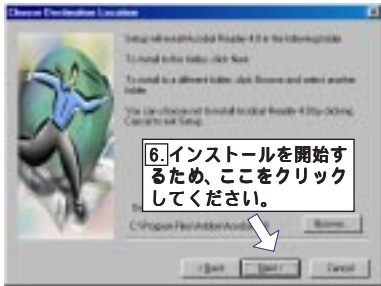 Choose Destination Location
Setup will install Acrobat Reader 4.0 in the following folder.
To install to this folder, click Next.
To install to a different folder, click Browse and select another
folder.
You can choose not to install Acrobat Reader 4.0 by clicking
Cancel to exit Setup.
6.インストールを開始す
るため、ここをクリック
してください。
C:\Program Files\Adobe\Acrobat
Browse...
< Back
Next >
Cancel